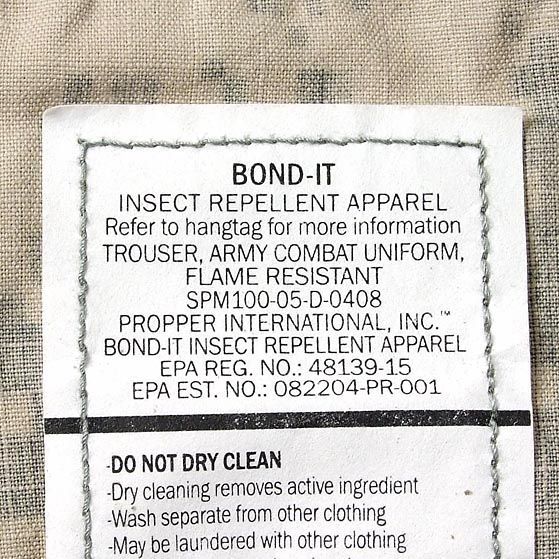 BOND-IT
INSECT REPELLENT APPAREL
Refer to hangtag for more information
TROUSER, ARMY COMBAT UNIFORM,
FLAME RESISTANT
SPM100-05-D-0408
PROPPER INTERNATIONAL, INC.™
BOND-IT INSECT REPELLENT APPAREL
EPA REG. NO.: 48139-15
EPA EST. NO.: 082204-PR-001
-DO NOT DRY CLEAN
-Dry cleaning removes active ingredient
-Wash separate from other clothing
-May be laundered with other clothing